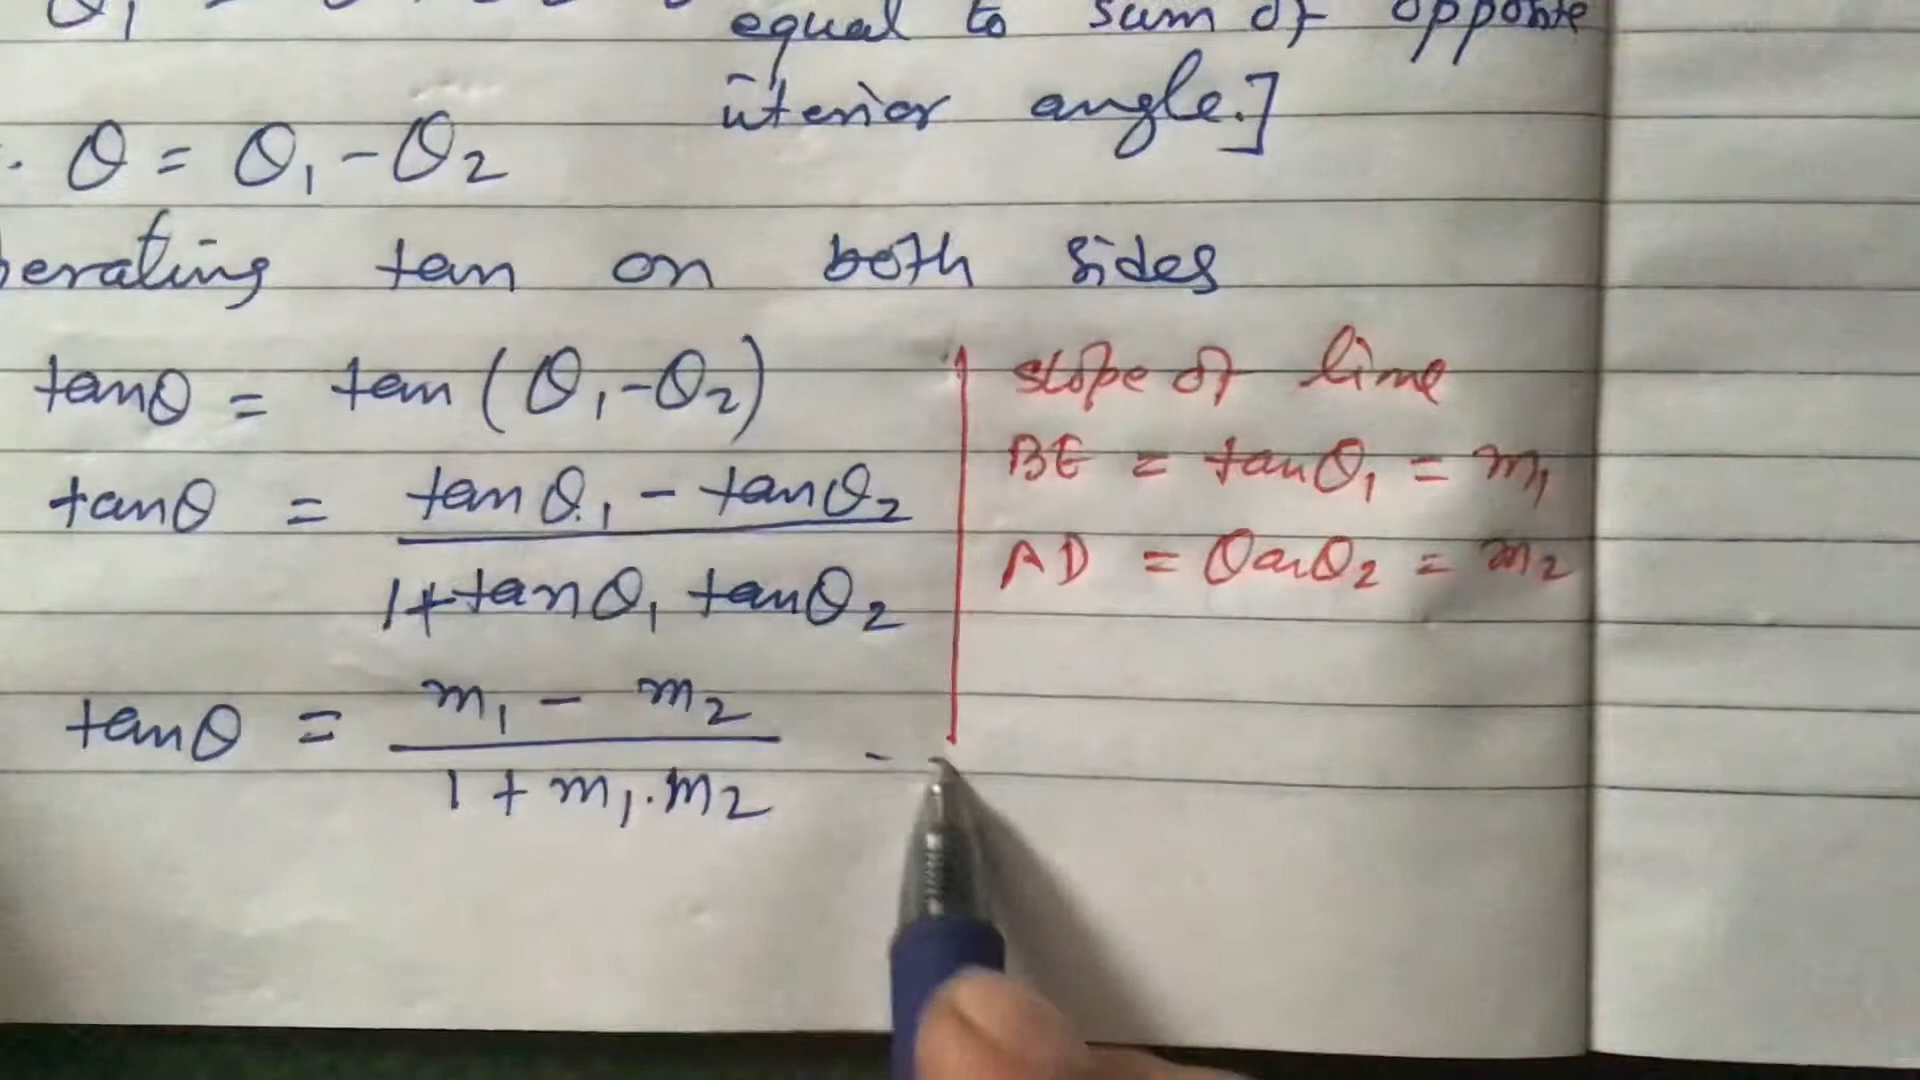 equal to sum of opposite
interior angle.]
θ = θ₁ - θ₂
erating tan on both sides
tanθ = tan (θ₁ - θ₂)
tanθ = tanθ₁ - tanθ₂
1 + tanθ₁ tanθ₂
tanθ = m₁ - m₂
1 + m₁.m₂
slope of line
BE = tanθ₁ = m₁
AD = θanθ₂ = m₂